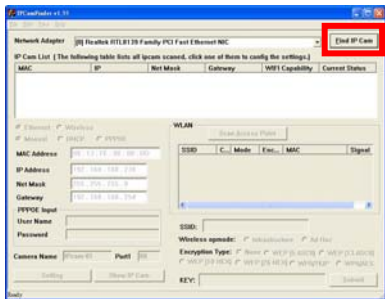 IPCamFinder v1.59
Network Adapter [0] Realtek RTL8139 Family PCI Fast Ethernet NIC Find IP Cam
IP Cam List ( The following table lists all ipcam scaned, click one of them to config the settings.)
MAC IP Net Mask Gateway WIFI Capability Current Status
Ethernet Wireless
Manual DHCP PPPOE
MAC Address
IP Address
Net Mask
Gateway
PPPOE Input
User Name
Password
Camera Name Port1
Setting Show IP Cam
WLAN
Scan Access Point
SSID C... Mode Enc... MAC Signal
SSID:
Wireless opmode: Infrastructure Ad Hoc
Encryption Type: None
KEY: Submit
Ready